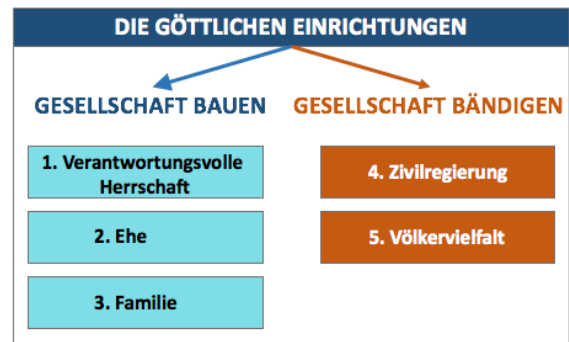 DIE GÖTTLICHEN EINRICHTUNGEN
GESELLSCHAFT BAUEN
GESELLSCHAFT BÄNDIGEN
1. Verantwortungsvolle
Herrschaft
2. Ehe
3. Familie
4. Zivilregierung
5. Völkervielfalt